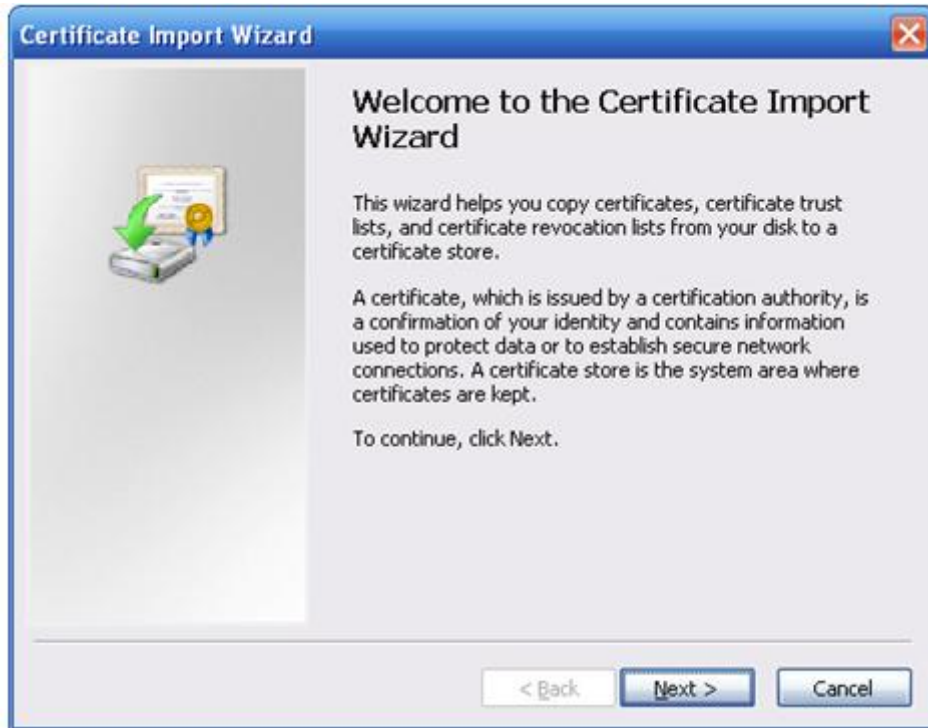 Certificate Import Wizard
Welcome to the Certificate Import
Wizard
This wizard helps you copy certificates, certificate trust
lists, and certificate revocation lists from your disk to a
certificate store.
A certificate, which is issued by a certification authority, is
a confirmation of your identity and contains information
used to protect data or to establish secure network
connections. A certificate store is the system area where
certificates are kept.
To continue, click Next.
< Back
Next >
Cancel